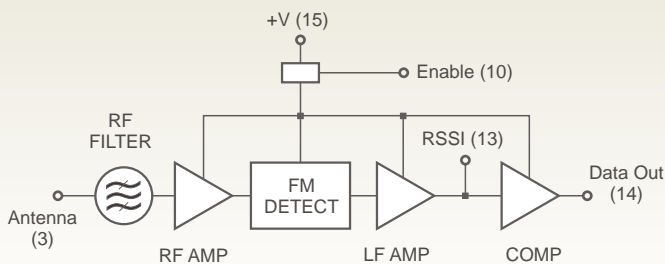 +V (15)
Enable (10)
RF
FILTER
RSSI (13)
FM
DETECT
Data Out
(14)
Antenna
(3)
RF AMP
LF AMP
COMP